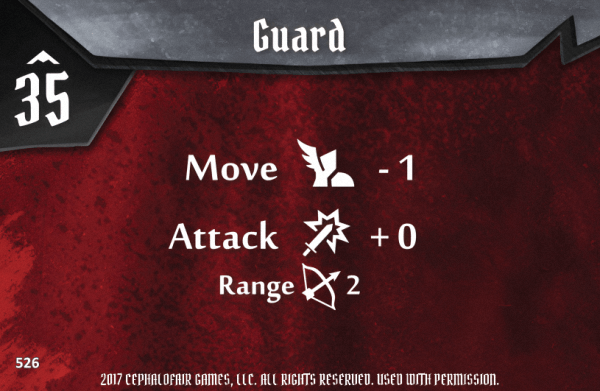 Guard
35
Move - 1
Attack + 0
Range 2
526
2017 CEPHALOFAIR GAMES, LLC. ALL RIGHTS RESERVED. USED WITH PERMISSION.